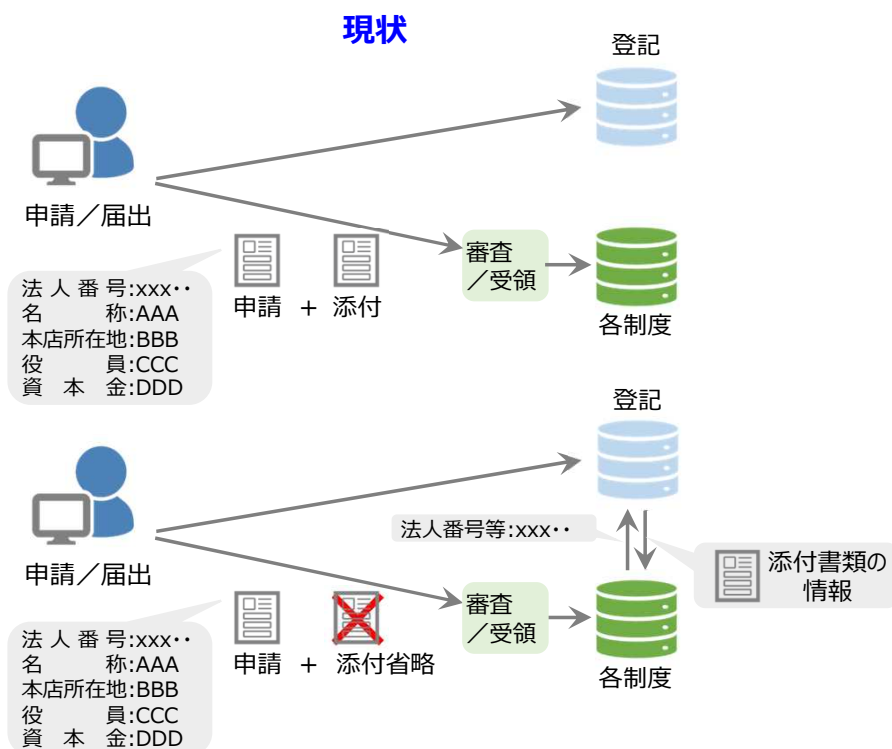 現状
登記
申請／届出
法人番号:xxx‥
名　　称:AAA
本店所在地:BBB
役　　員:CCC
資　本　金:DDD
申請 + 添付
審査
／受領
各制度
登記
申請／届出
法人番号等:xxx‥
添付書類の
情報
法人番号:xxx‥
名　　称:AAA
本店所在地:BBB
役　　員:CCC
資　本　金:DDD
申請 + 添付省略
審査
／受領
各制度